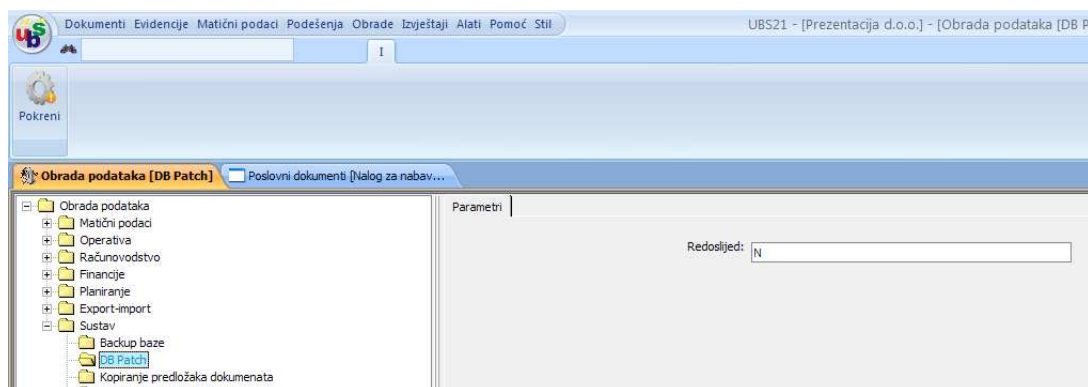 ubs
Dokumenti Evidencije Matični podaci Podešenja Obrade Izvještaji Alati Pomoć Stil
UBS21 - [Prezentacija d.o.o.] - [Obrada podataka [DB P
I
Pokreni
Obrada podataka [DB Patch]
Poslovni dokumenti [Nalog za nabav...
Obrada podataka
Matični podaci
Operativa
Računovodstvo
Financije
Planiranje
Export-import
Sustav
Backup baze
DB Patch
Kopiranje predložaka dokumenata
Parametri
Redoslijed: N